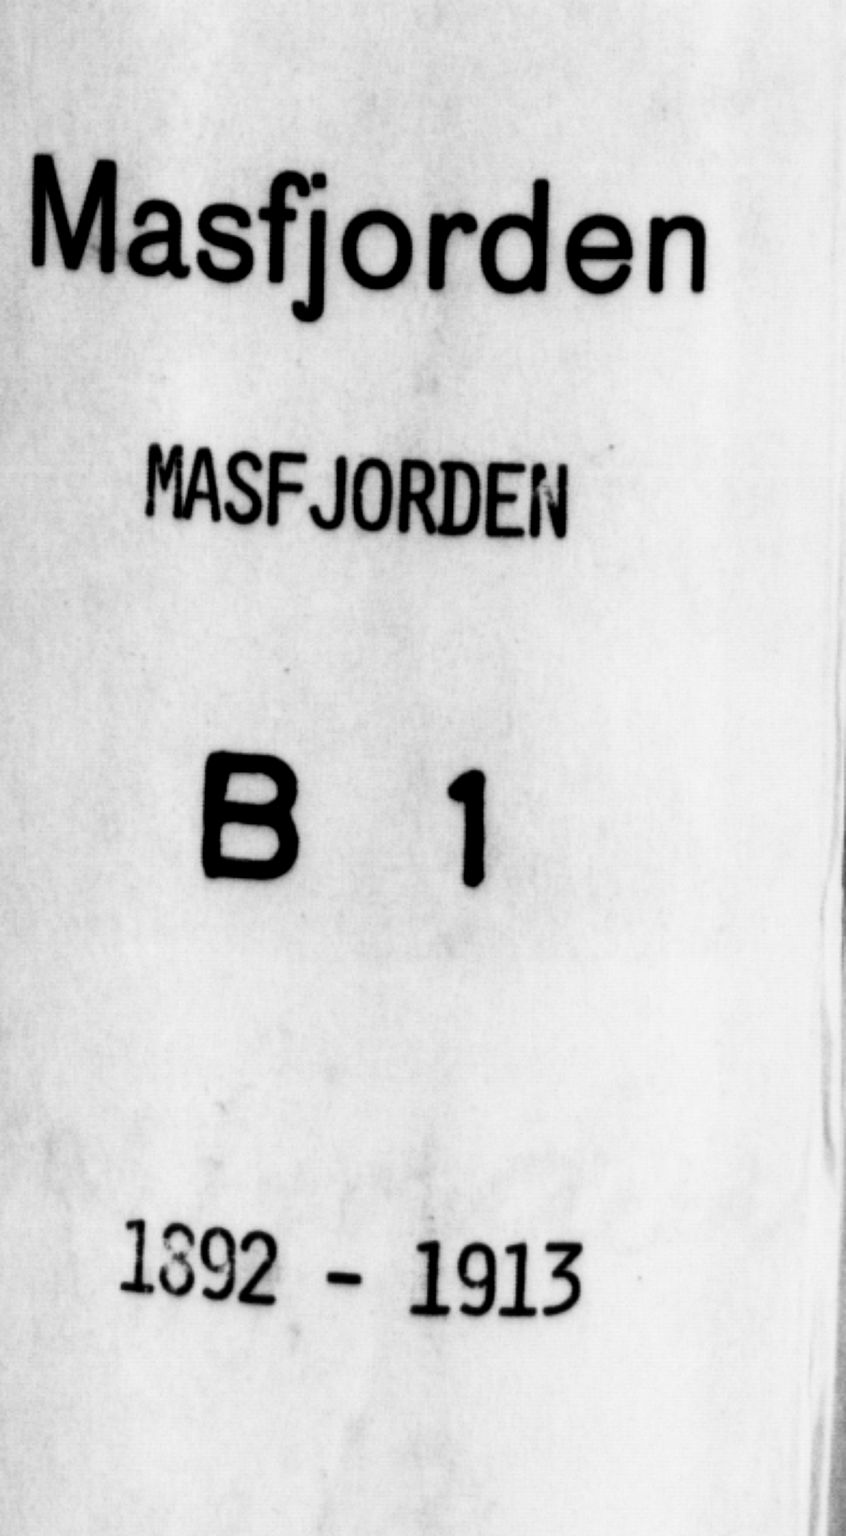 Masfjorden
MASFJORDEN
B 1
1892 - 1913